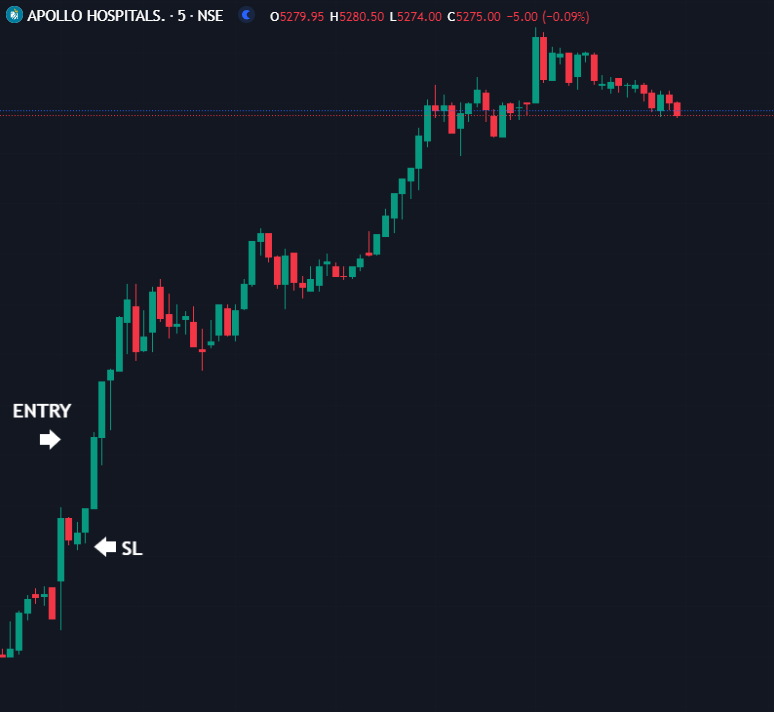 APOLLO HOSPITALS. · 5 · NSE O5279.95 H5280.50 L5274.00 C5275.00 −5.00 (−0.09%)
ENTRY
SL